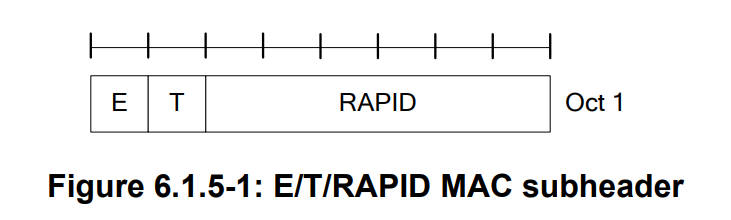 E T RAPID Oct 1
Figure 6.1.5-1: E/T/RAPID MAC subheader